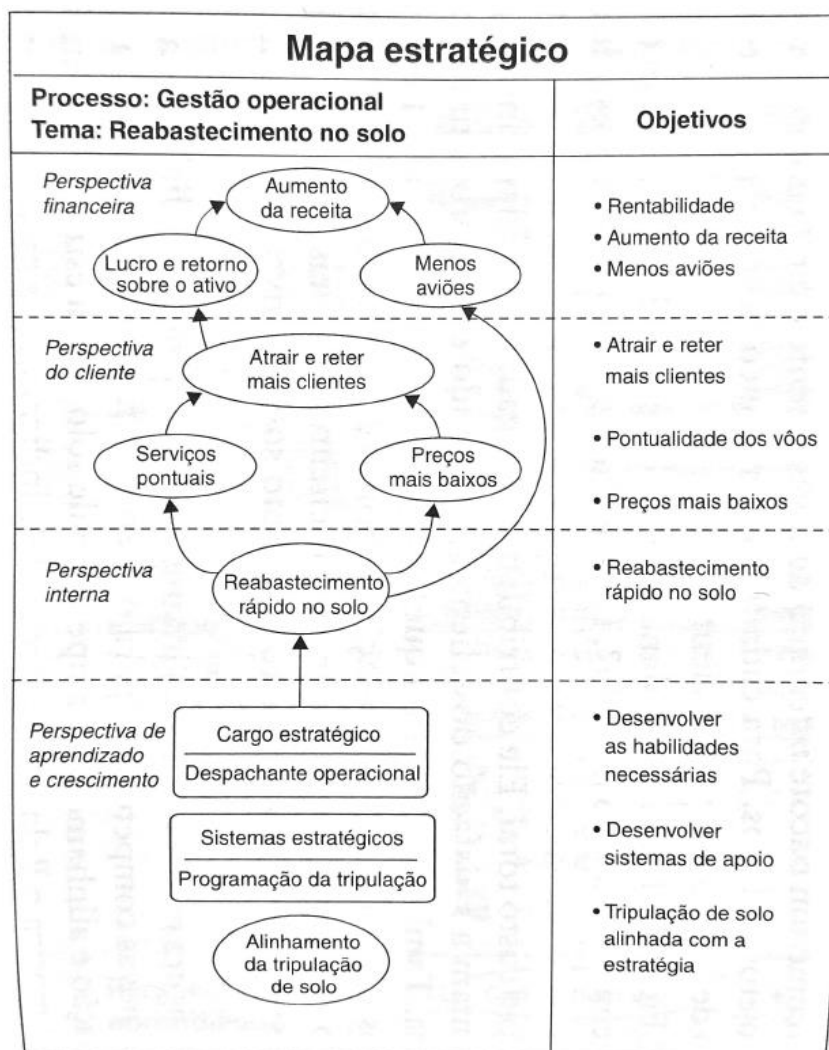 Mapa estratégico
Processo: Gestão operacional
Tema: Reabastecimento no solo
Objetivos
Perspectiva
financeira
Aumento
da receita
Lucro e retorno
sobre o ativo
Menos
aviões
• Rentabilidade
• Aumento da receita
• Menos aviões
Perspectiva
do cliente
Atrair e reter
mais clientes
Serviços
pontuais
Preços
mais baixos
• Atrair e reter
mais clientes
• Pontualidade dos vôos
• Preços mais baixos
Perspectiva
interna
Reabastecimento
rápido no solo
• Reabastecimento
rápido no solo
Perspectiva de
aprendizado
e crescimento
Cargo estratégico
Despachante operacional
Sistemas estratégicos
Programação da tripulação
Alinhamento
da tripulação
de solo
• Desenvolver
as habilidades
necessárias
• Desenvolver
sistemas de apoio
• Tripulação de solo
alinhada com a
estratégia